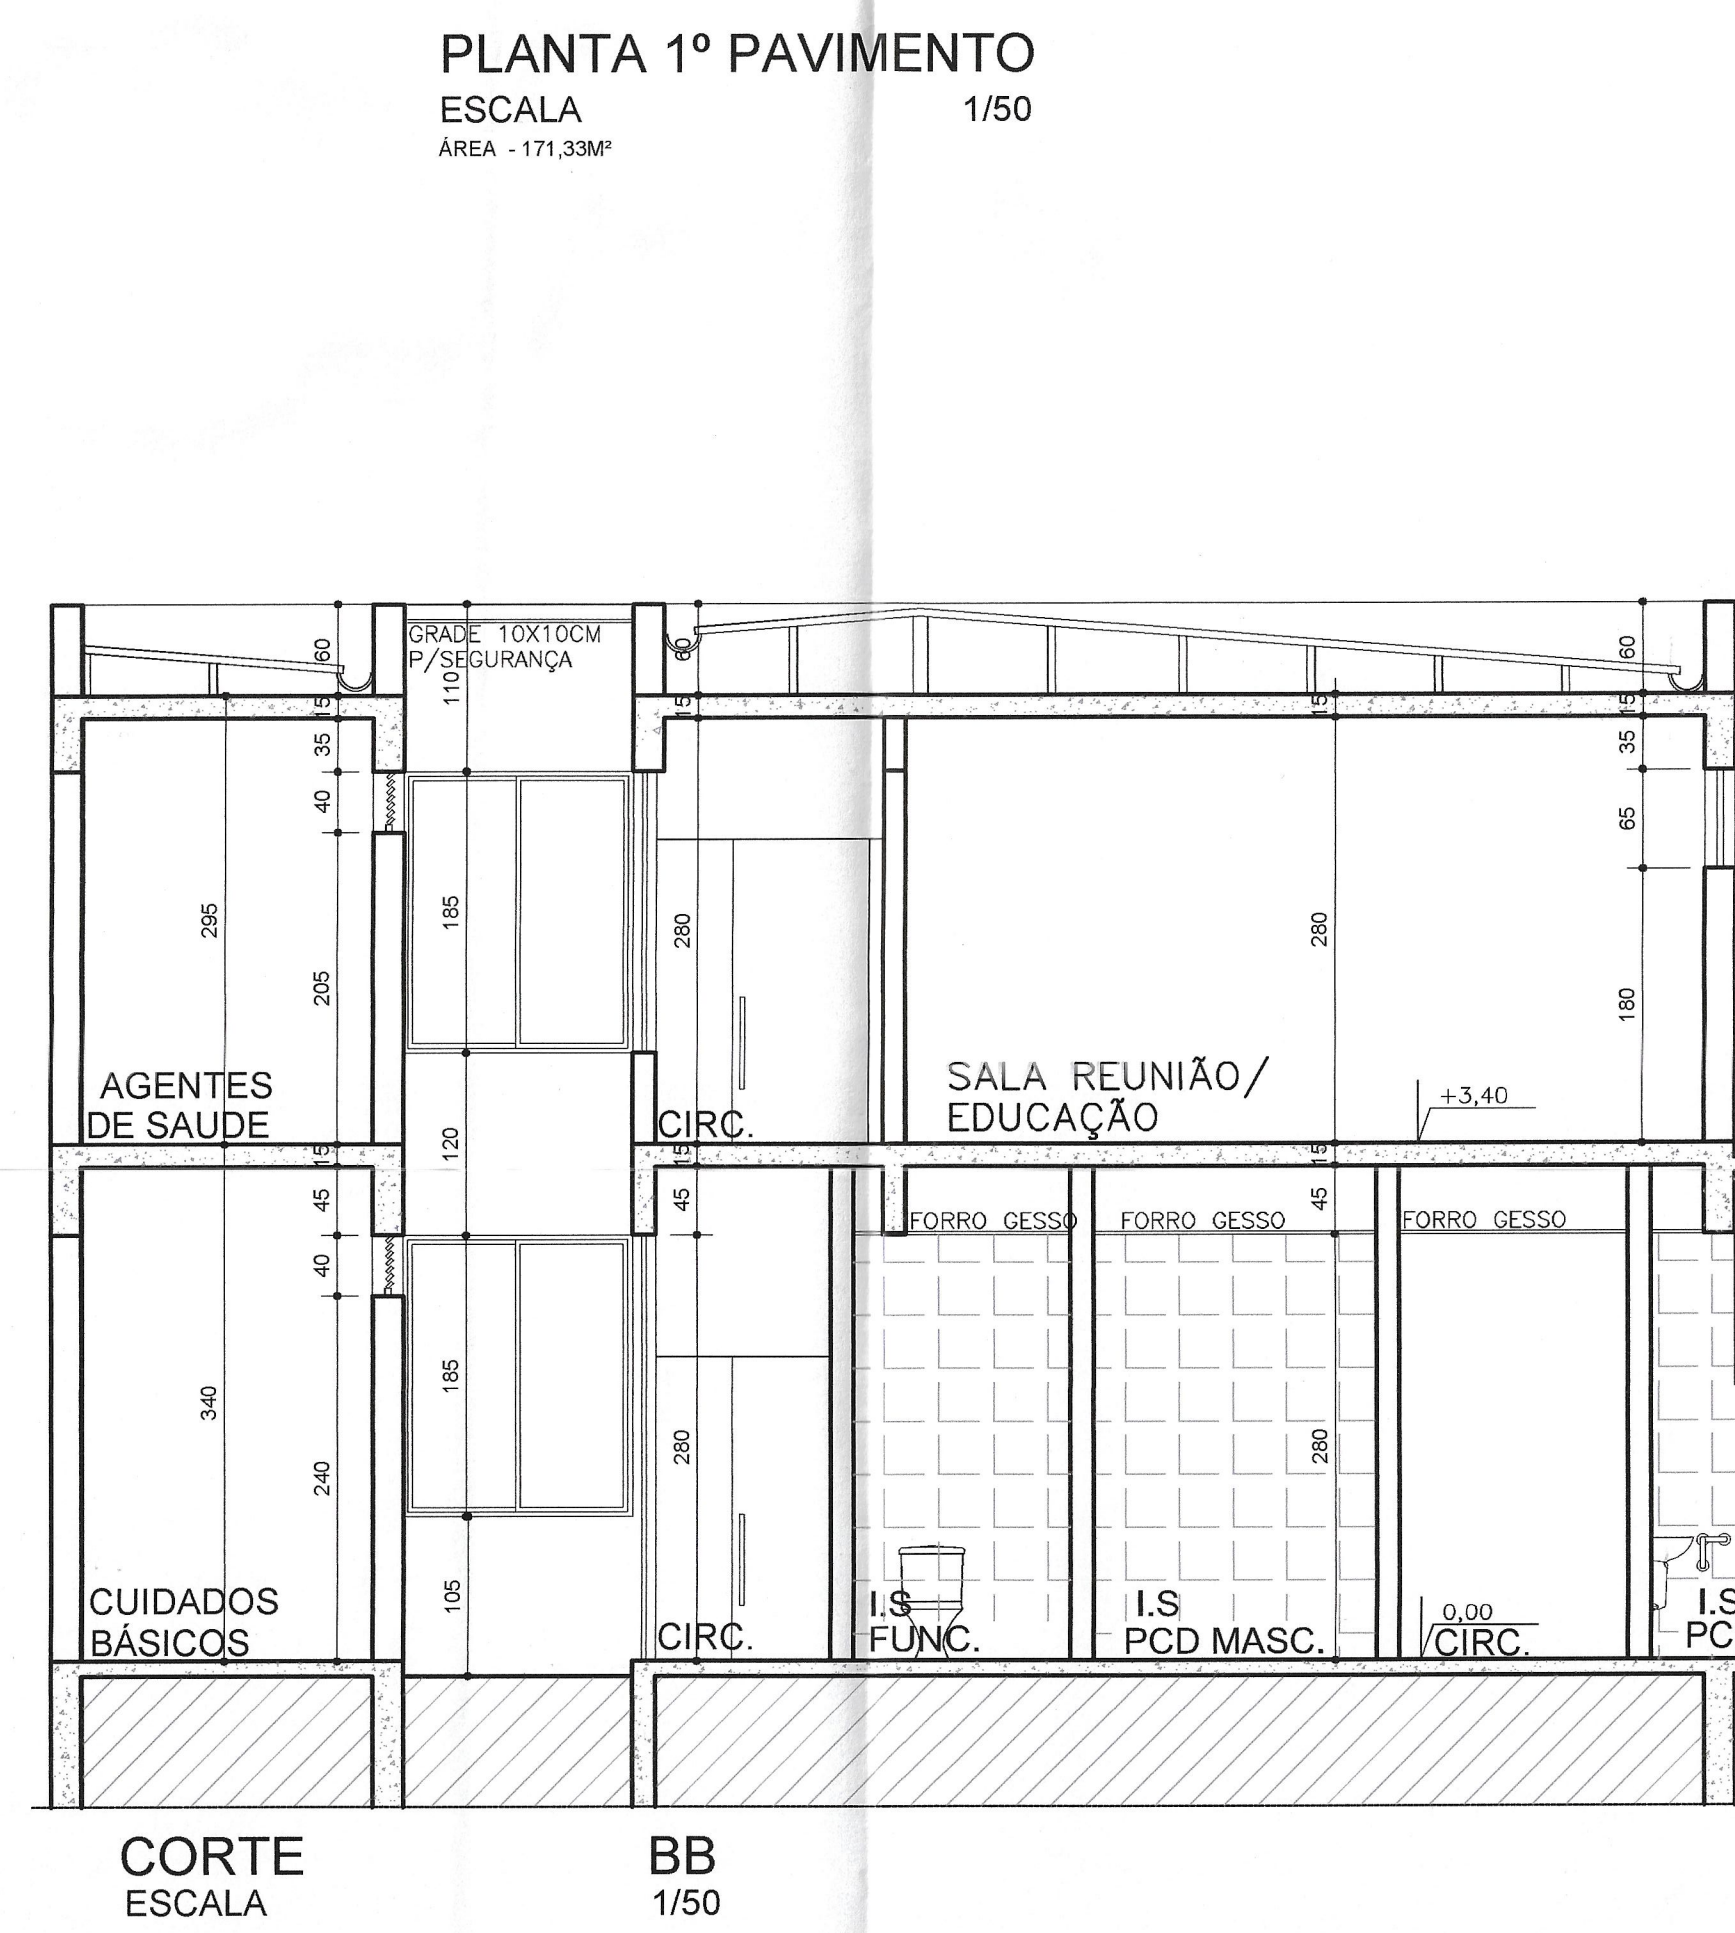 PLANTA 1º PAVIMENTO
ESCALA 1/50
ÁREA - 171,33M²
GRADE 10X10CM
P/SEGURANÇA
60
110
60
60
15
15
15
15
35
35
40
65
295
185
280
280
205
180
AGENTES
DE SAUDE
CIRC.
SALA REUNIÃO/
EDUCAÇÃO
+3,40
120
15
15
15
45
45
45
FORRO GESSO
FORRO GESSO
FORRO GESSO
40
340
185
280
280
240
105
CUIDADOS
BÁSICOS
CIRC.
I.S
FUNC.
I.S
PCD MASC.
0,00
CIRC.
I.S
PC
CORTE BB
ESCALA 1/50